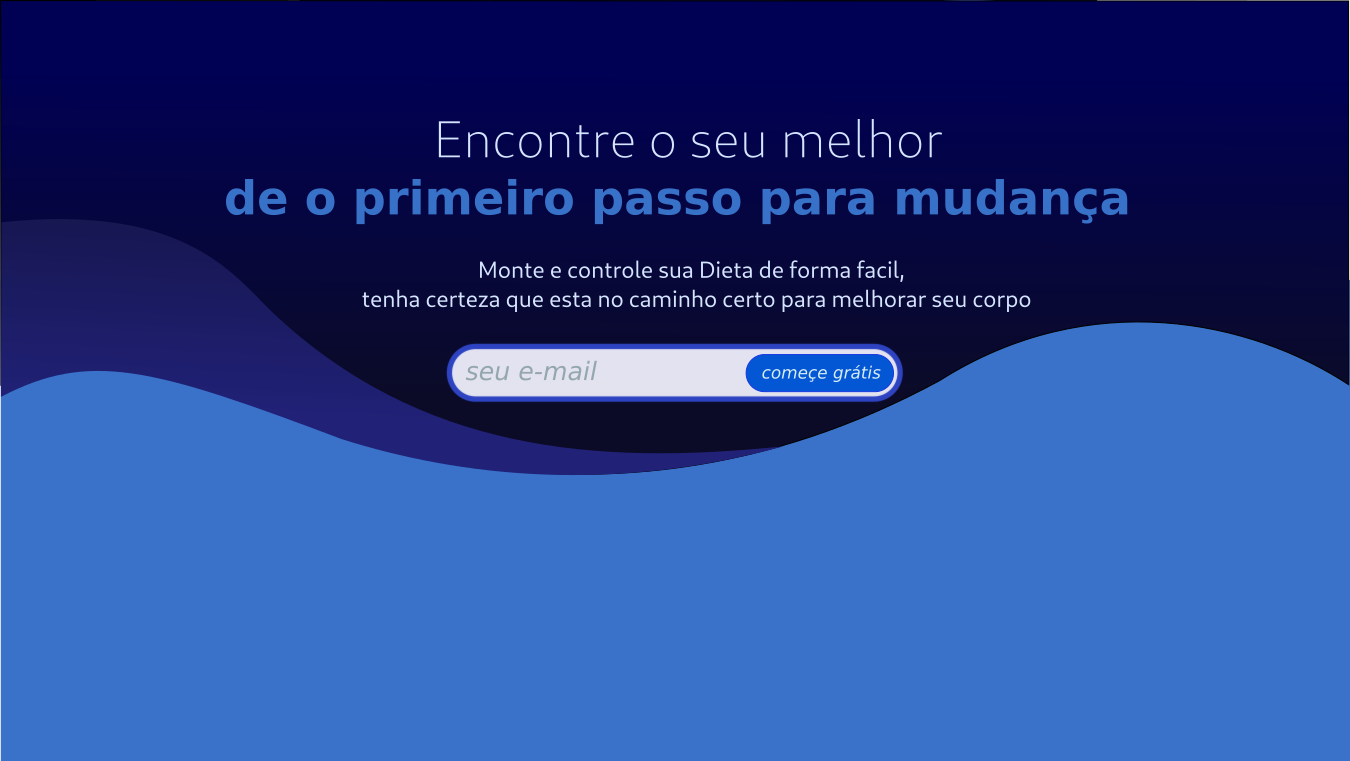 Encontre o seu melhor
de o primeiro passo para mudança
Monte e controle sua Dieta de forma facil,
tenha certeza que esta no caminho certo para melhorar seu corpo
seu e-mail
começe grátis